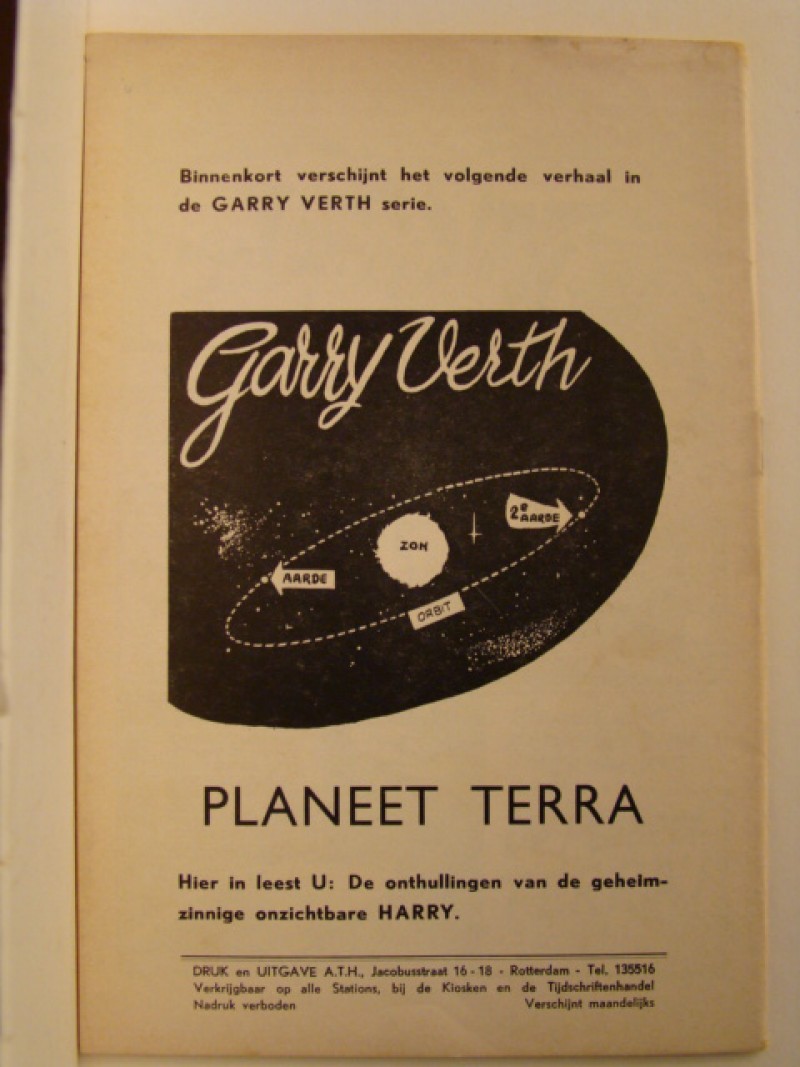 Binnenkort verschijnt het volgende verhaal in
de GARRY VERTH serie.
Garry Verth
2e AARDE
ZON
AARDE
ORBIT
PLANEET TERRA
Hier in leest U: De onthullingen van de geheim-
zinnige onzichtbare HARRY.
DRUK en UITGAVE A.T.H., Jacobusstraat 16-18 - Rotterdam - Tel. 135516
Verkrijgbaar op alle Stations, bij de Kiosken en de Tijdschriftenhandel
Nadruk verboden Verschijnt maandelijks